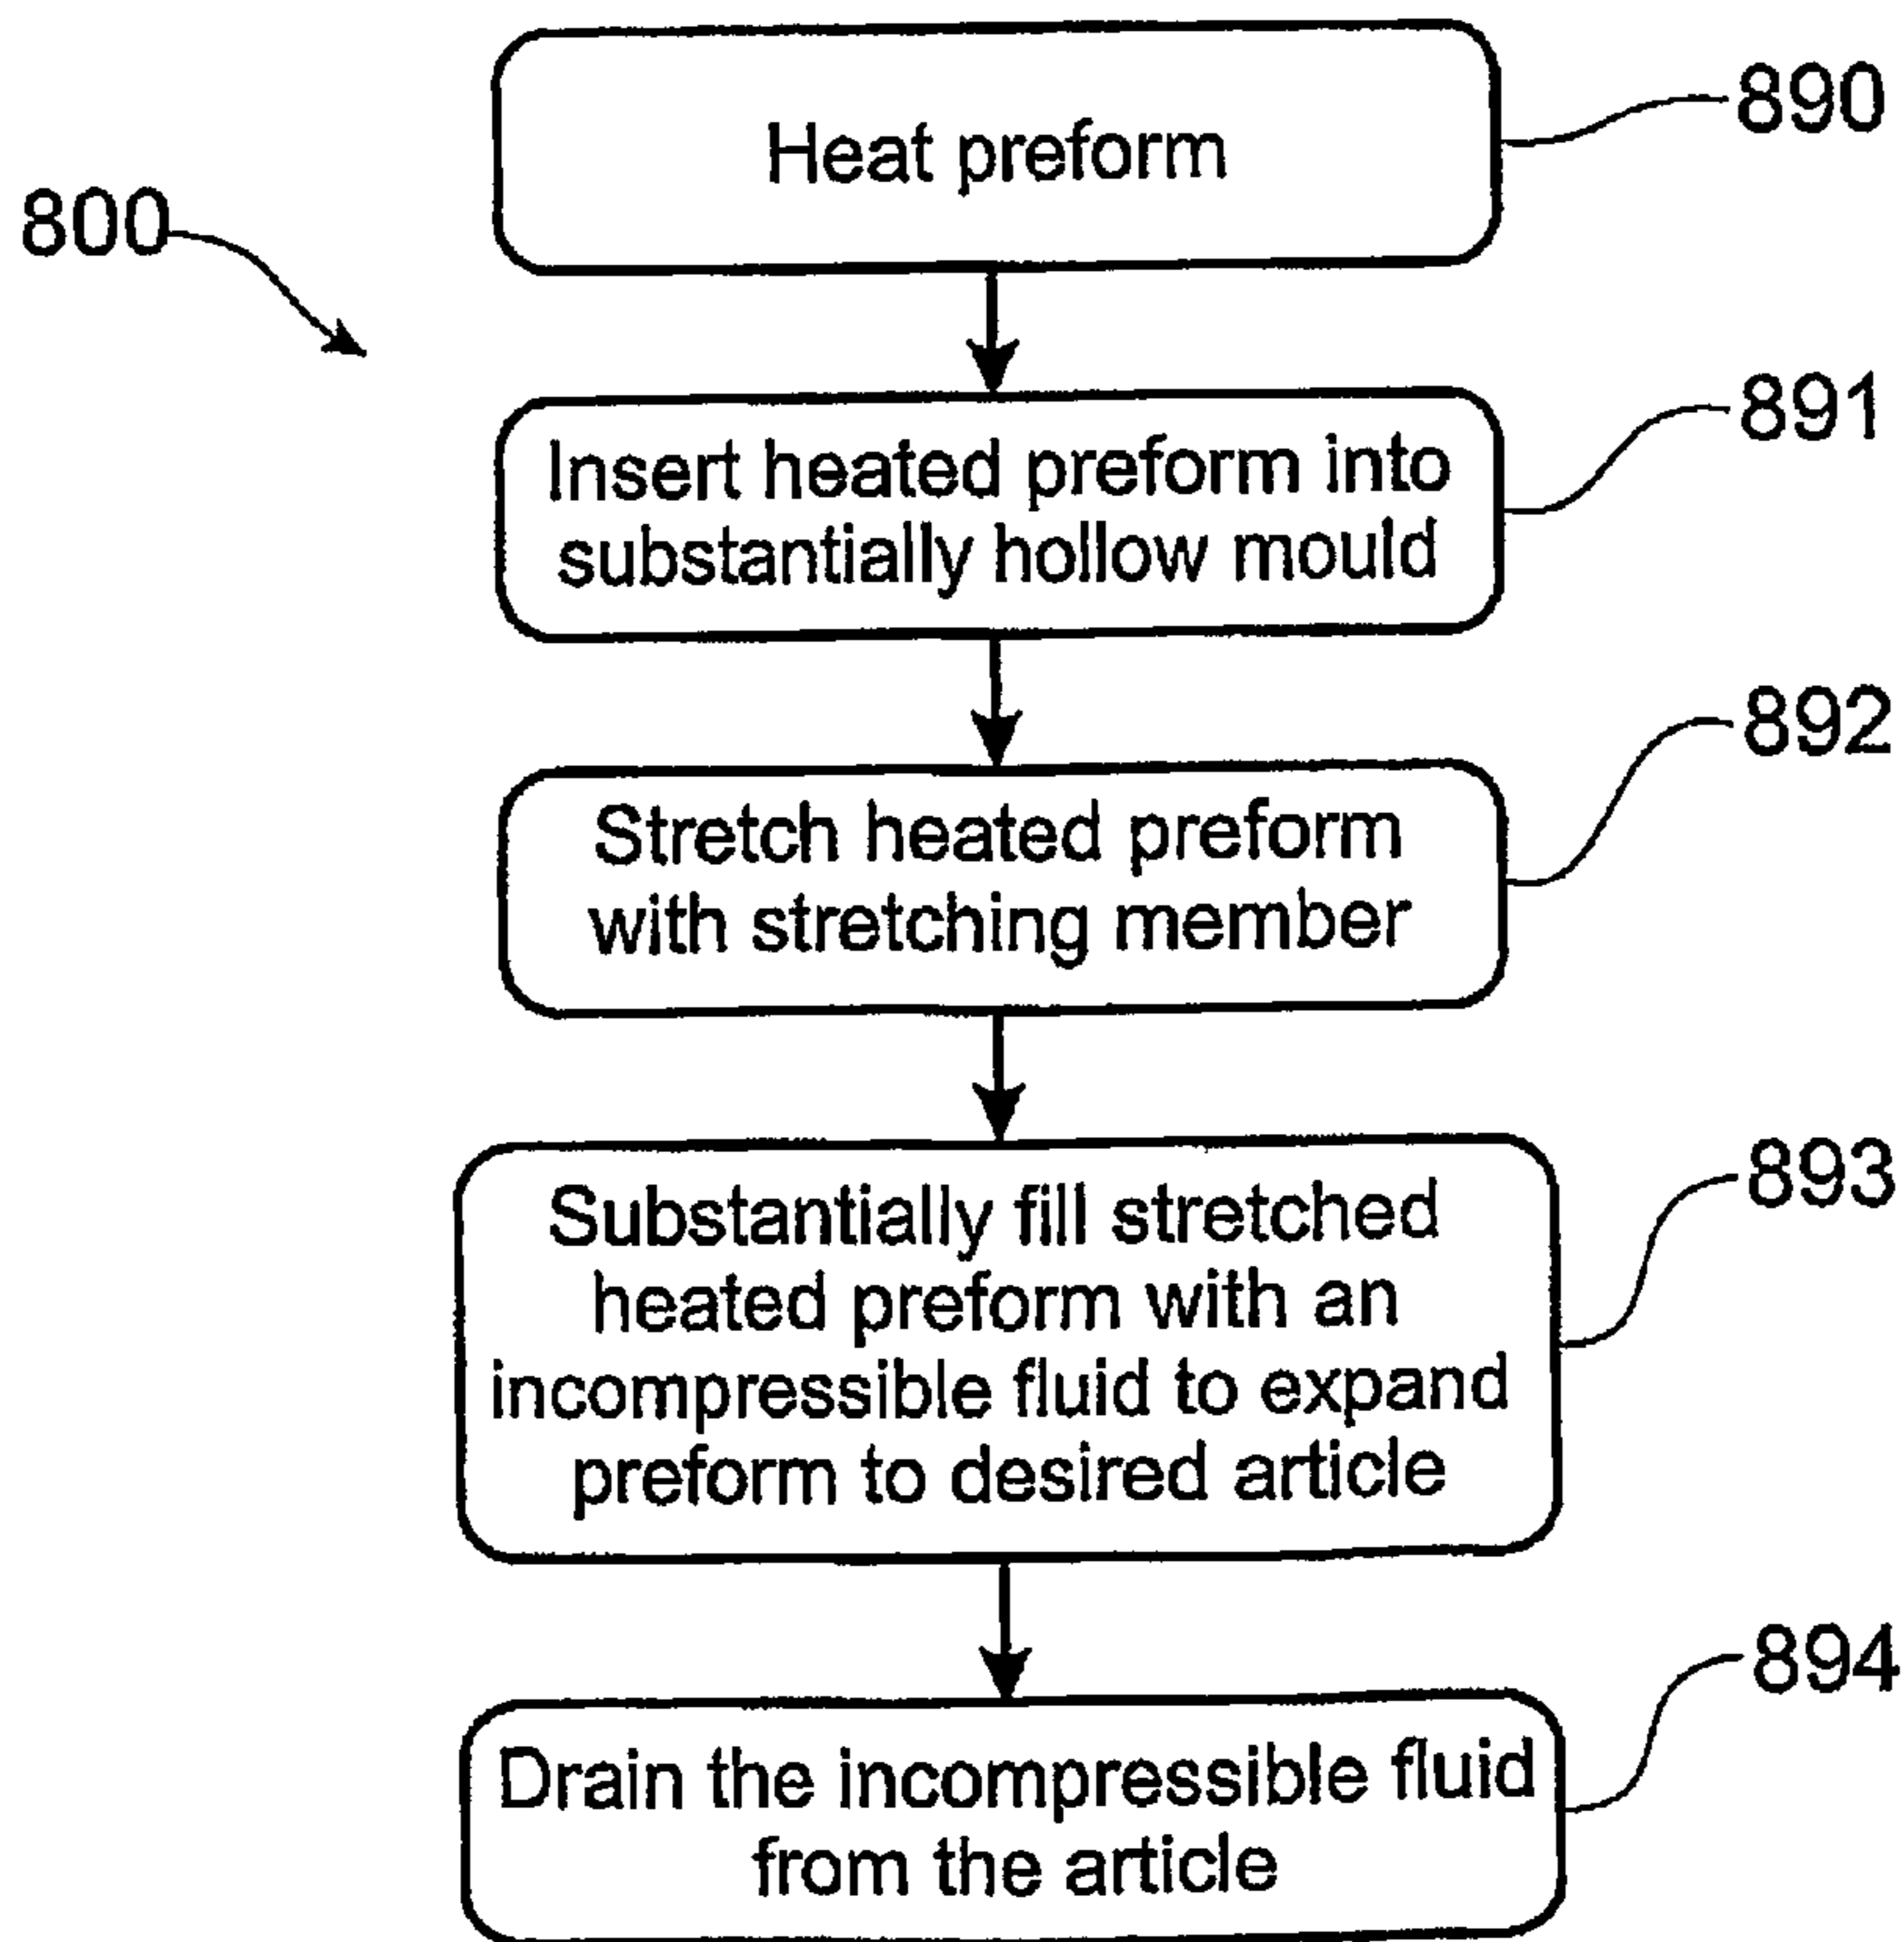 890
Heat preform
800
891
Insert heated preform into
substantially hollow mould
892
Stretch heated preform
with stretching member
893
Substantially fill stretched
heated preform with an
incompressible fluid to expand
preform to desired article
894
Drain the incompressible fluid
from the article